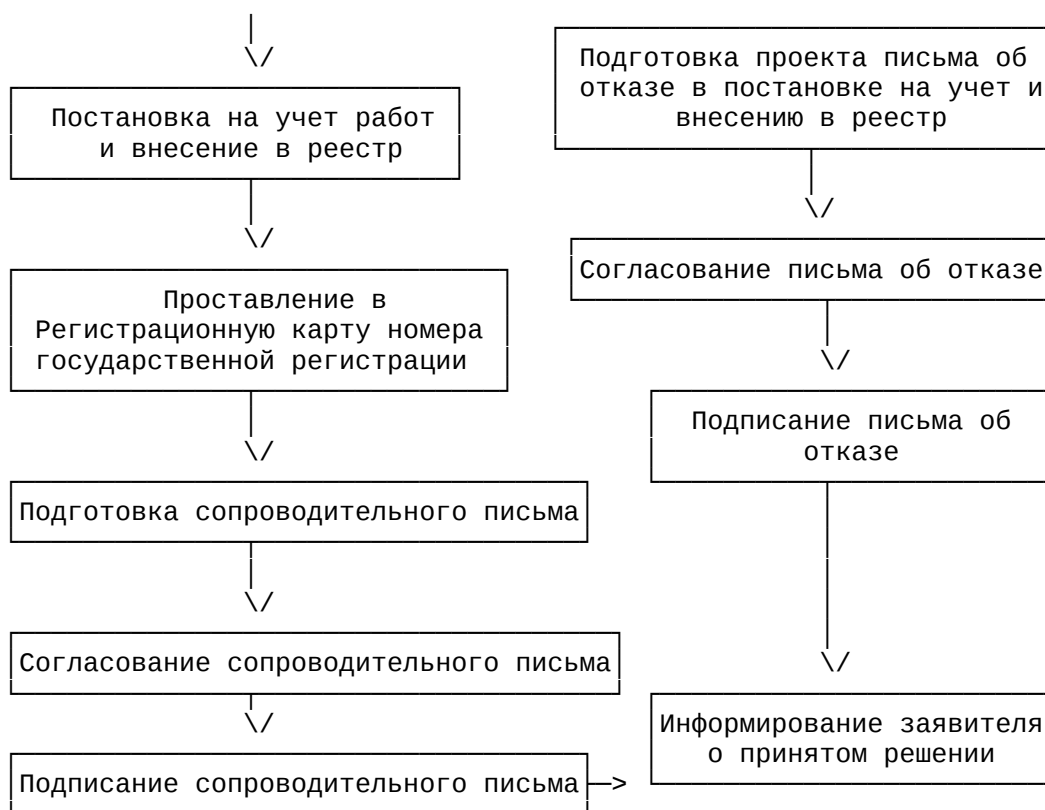 Постановка на учет работ
и внесение в реестр
Проставление в
Регистрационную карту номера
государственной регистрации
Подготовка сопроводительного письма
Согласование сопроводительного письма
Подписание сопроводительного письма
Подготовка проекта письма об
отказе в постановке на учет и
внесению в реестр
Согласование письма об отказе
Подписание письма об
отказе
Информирование заявителя
о принятом решении